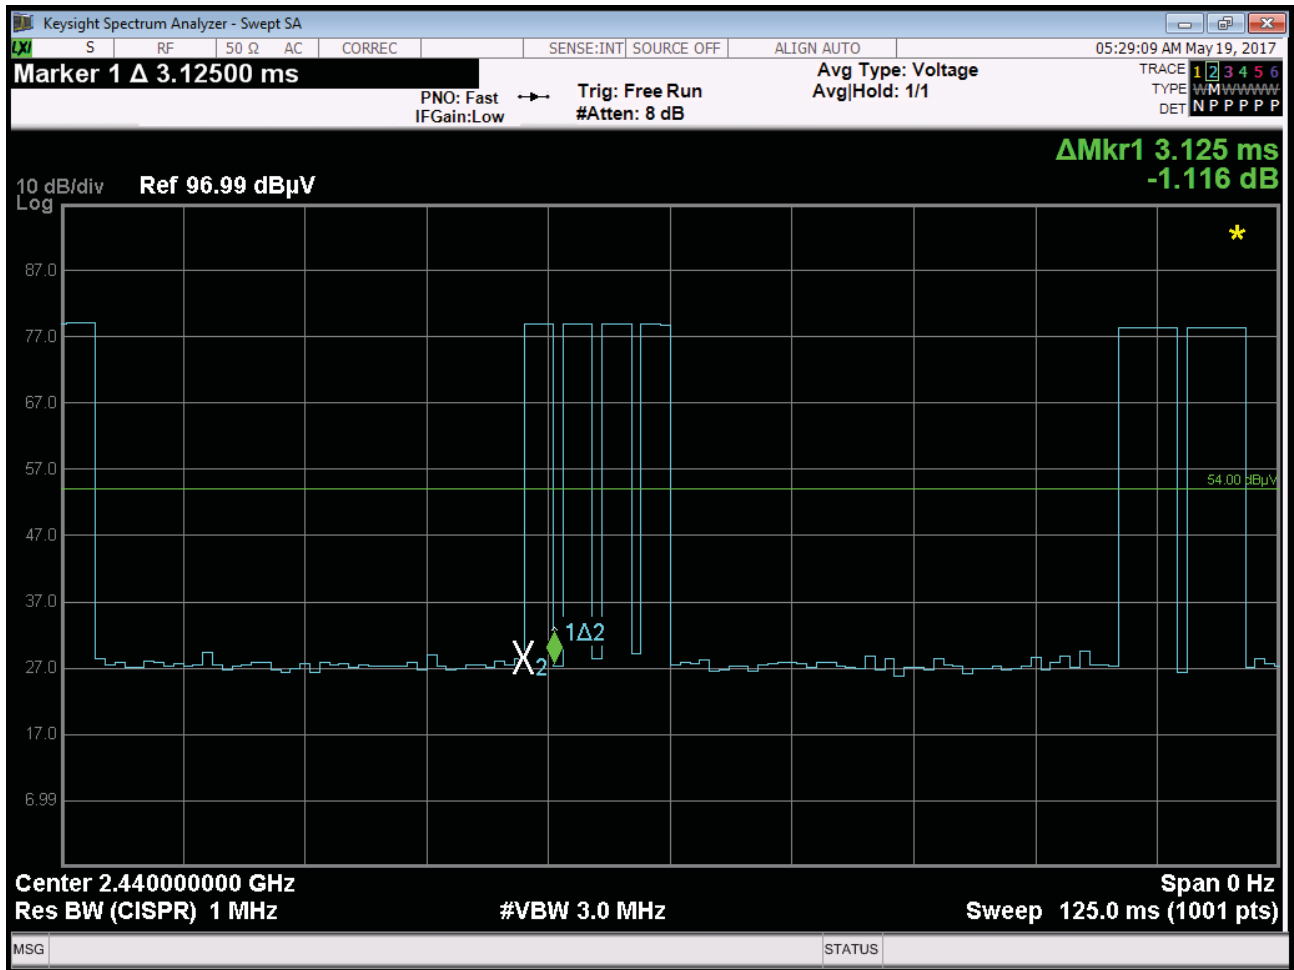 Keysight Spectrum Analyzer - Swept SA
LXI S RF 50 Ω AC CORREC SENSE:INT SOURCE OFF ALIGN AUTO 05:29:09 AM May 19, 2017
Marker 1 Δ 3.12500 ms
PNO: Fast
IFGain:Low
Trig: Free Run
#Atten: 8 dB
Avg Type: Voltage
Avg|Hold: 1/1
TRACE 1 2 3 4 5 6
TYPE W M W W W W
DET N P P P P P
ΔMkr1 3.125 ms
-1.116 dB
10 dB/div Ref 96.99 dBµV
Log
*
87.0
77.0
67.0
57.0
54.00 dBµV
47.0
37.0
1Δ2
X2
27.0
17.0
6.99
Center 2.440000000 GHz Span 0 Hz
Res BW (CISPR) 1 MHz #VBW 3.0 MHz Sweep 125.0 ms (1001 pts)
MSG STATUS